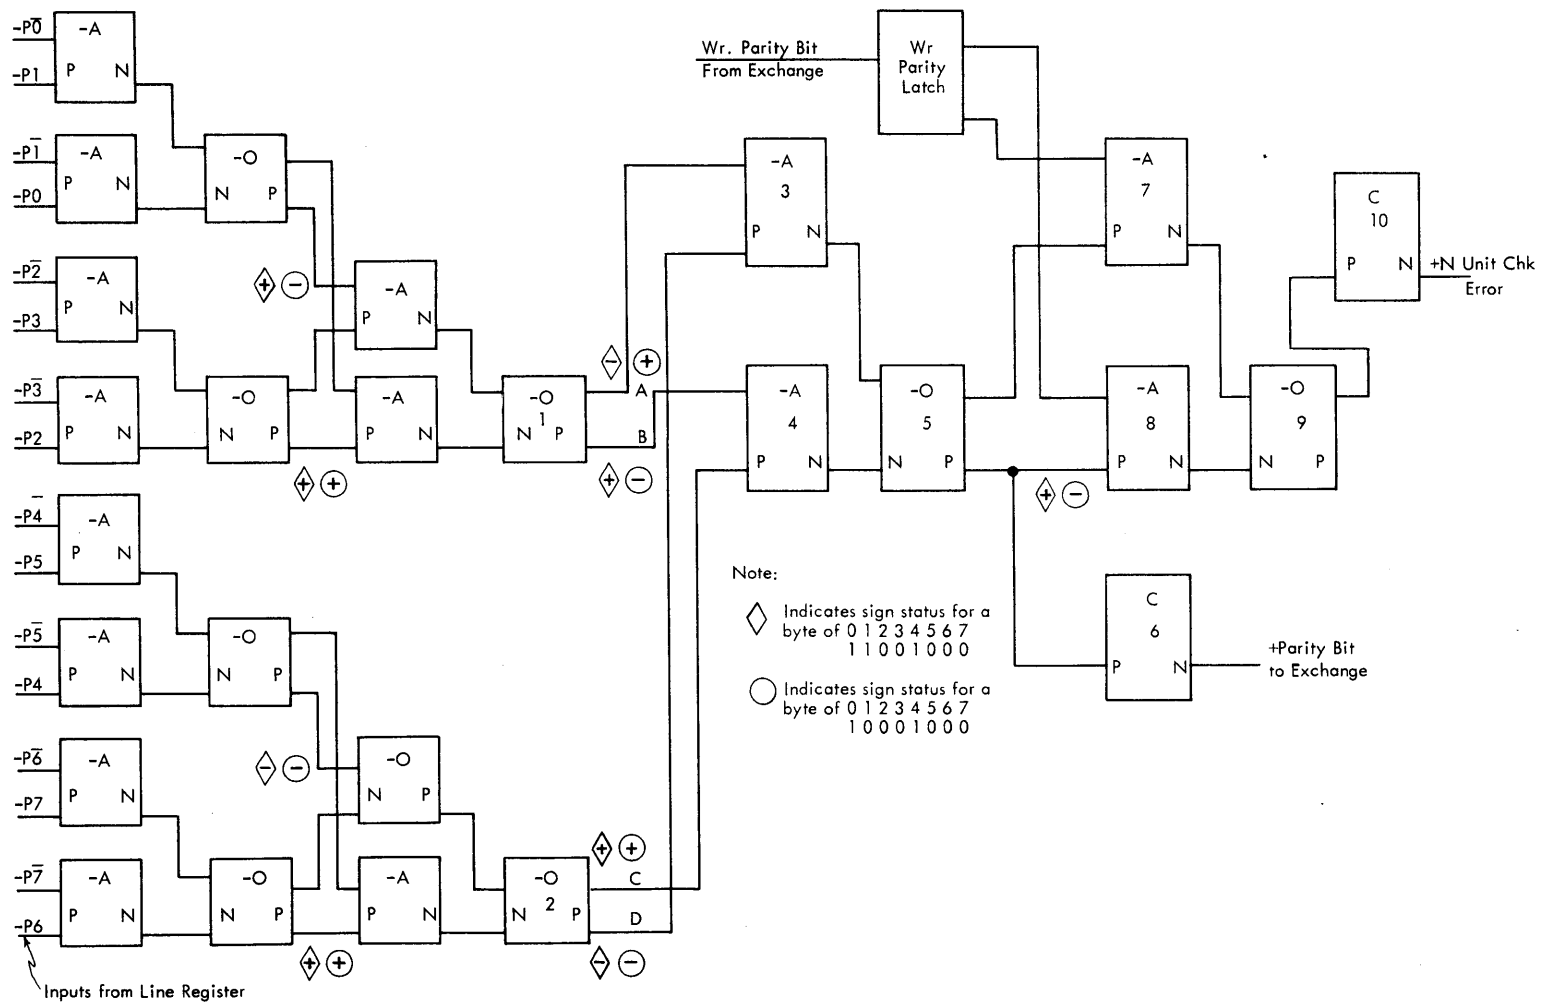 -P0̅
-A
-P1
P N
-P1̅
-A
-P0
P N
-O
N P
-P2̅
-A
-P3
P N
-P3̅
-A
-P2
P N
-O
N P
+ -
-A
P N
-A
P N
+ +
-O
1
N P
- +
A
B
+ -
-P4̅
-A
-P5
P N
-P5̅
-A
-P4
P N
-O
N P
-P6̅
-A
-P7
P N
-P7̅
-A
-P6
P N
-O
N P
- -
-O
N P
-A
P N
+ +
-O
2
N P
+ +
C
D
- -
Inputs from Line Register
Wr. Parity Bit
From Exchange
Wr
Parity
Latch
-A
3
P N
-A
4
P N
-O
5
N P
+ -
-A
7
P N
-A
8
P N
-O
9
N P
C
10
P N
+N Unit Chk
Error
C
6
P N
+Parity Bit
to Exchange
Note:
Indicates sign status for a
byte of 0 1 2 3 4 5 6 7
1 1 0 0 1 0 0 0
Indicates sign status for a
byte of 0 1 2 3 4 5 6 7
1 0 0 0 1 0 0 0